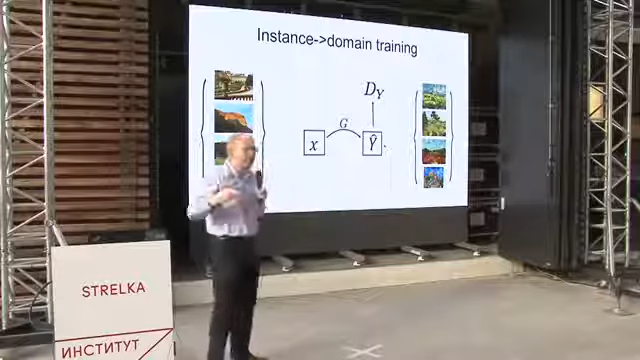 Instance->domain training
D_Y
G
x
Ŷ
STRELKA
ИНСТИТУТ